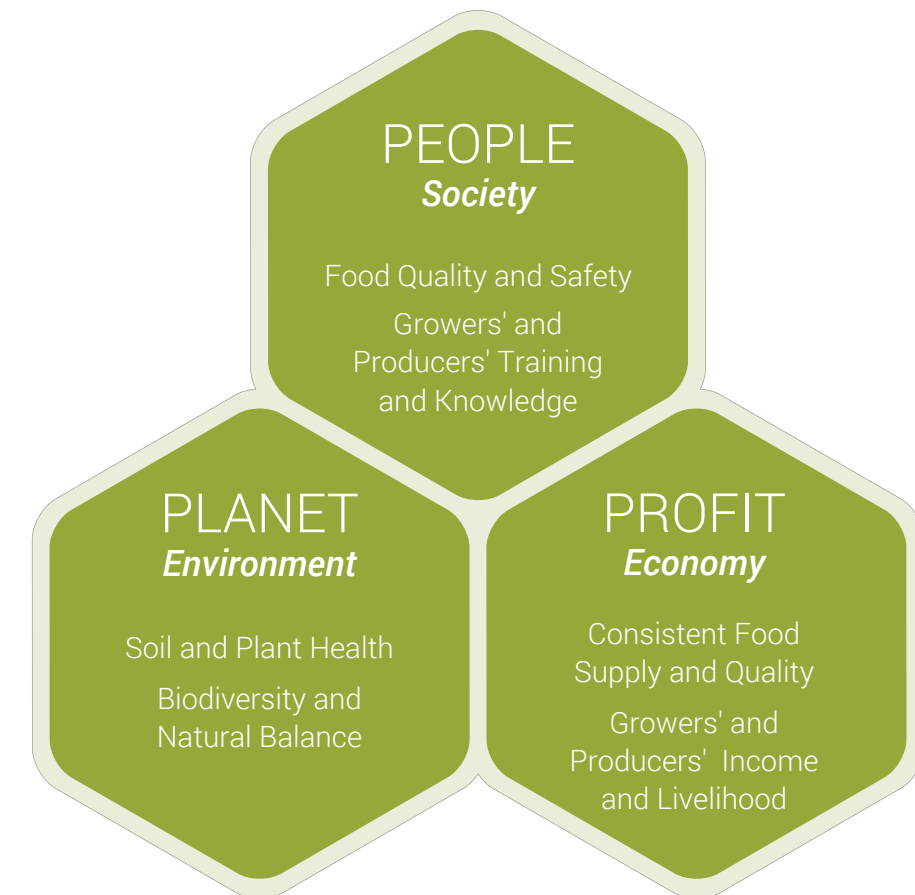 PEOPLE
Society
Food Quality and Safety
Growers' and
Producers' Training
and Knowledge
PLANET
Environment
Soil and Plant Health
Biodiversity and
Natural Balance
PROFIT
Economy
Consistent Food
Supply and Quality
Growers' and
Producers' Income
and Livelihood